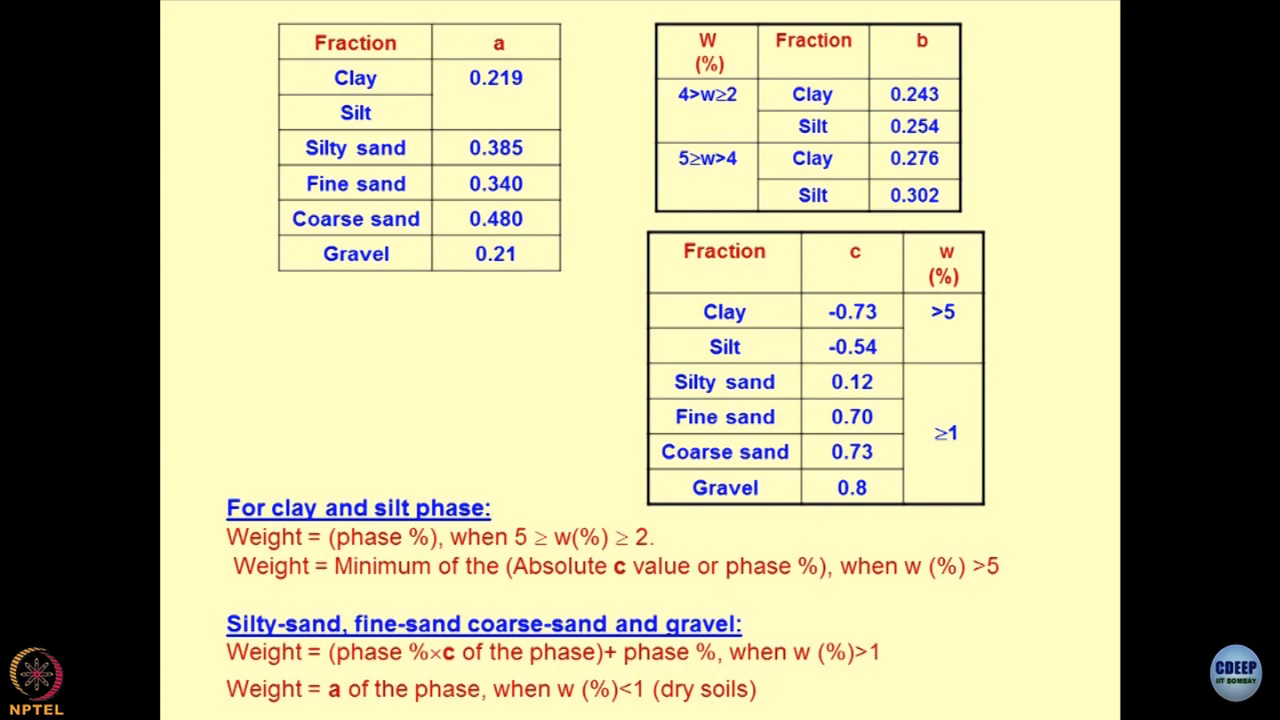 Fraction a
Clay 0.219
Silt
Silty sand 0.385
Fine sand 0.340
Coarse sand 0.480
Gravel 0.21
W Fraction b
(%)
4>w≥2 Clay 0.243
Silt 0.254
5≥w>4 Clay 0.276
Silt 0.302
Fraction c w
(%)
Clay -0.73 >5
Silt -0.54
Silty sand 0.12
Fine sand 0.70
≥1
Coarse sand 0.73
Gravel 0.8
For clay and silt phase:
Weight = (phase %), when 5 ≥ w(%) ≥ 2.
Weight = Minimum of the (Absolute c value or phase %), when w (%) >5
Silty-sand, fine-sand coarse-sand and gravel:
Weight = (phase %×c of the phase)+ phase %, when w (%)>1
Weight = a of the phase, when w (%)<1 (dry soils)
NPTEL
CDEEP
IIT BOMBAY